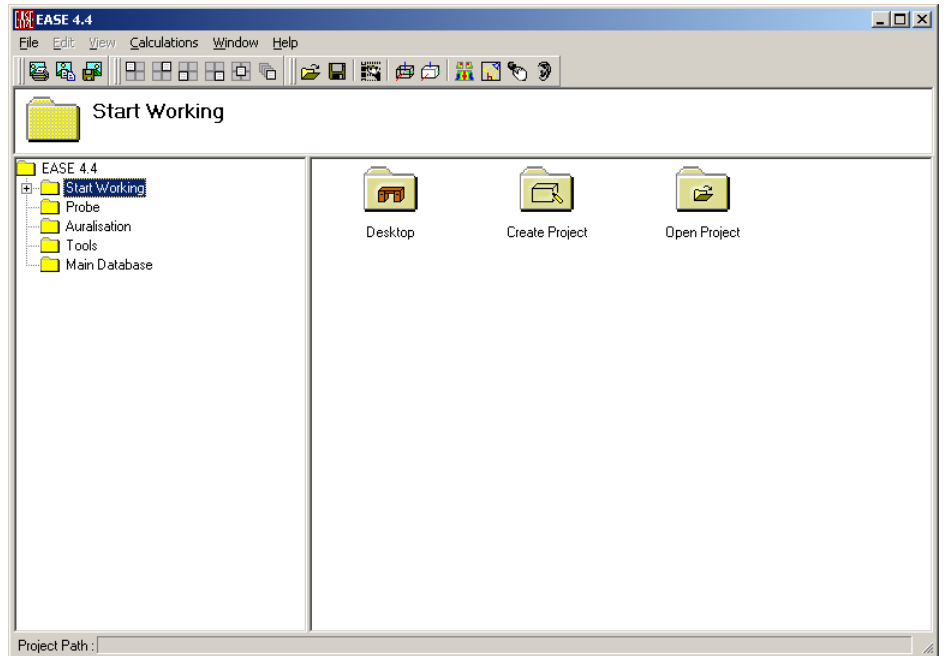 EASE 4.4
File Edit View Calculations Window Help
Start Working
EASE 4.4
Start Working
Probe
Auralisation
Tools
Main Database
Desktop Create Project Open Project
Project Path :